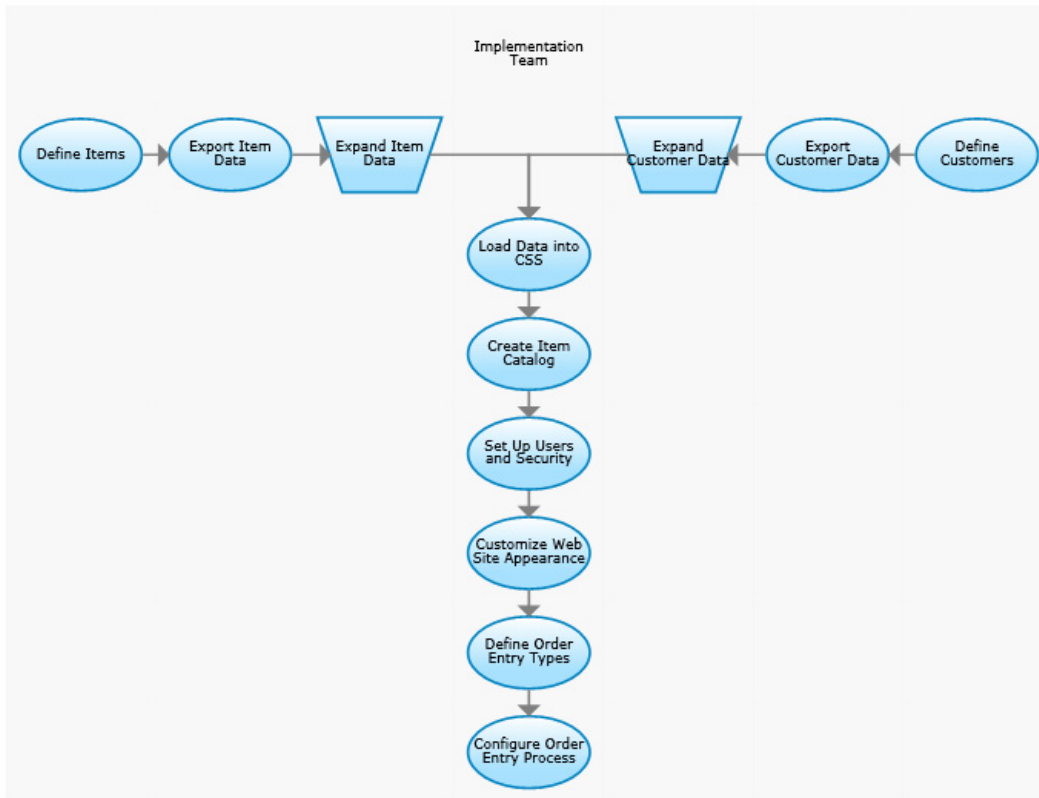 Implementation
Team
Define Items
Export Item
Data
Expand Item
Data
Expand
Customer Data
Export
Customer Data
Define
Customers
Load Data into
CSS
Create Item
Catalog
Set Up Users
and Security
Customize Web
Site Appearance
Define Order
Entry Types
Configure Order
Entry Process